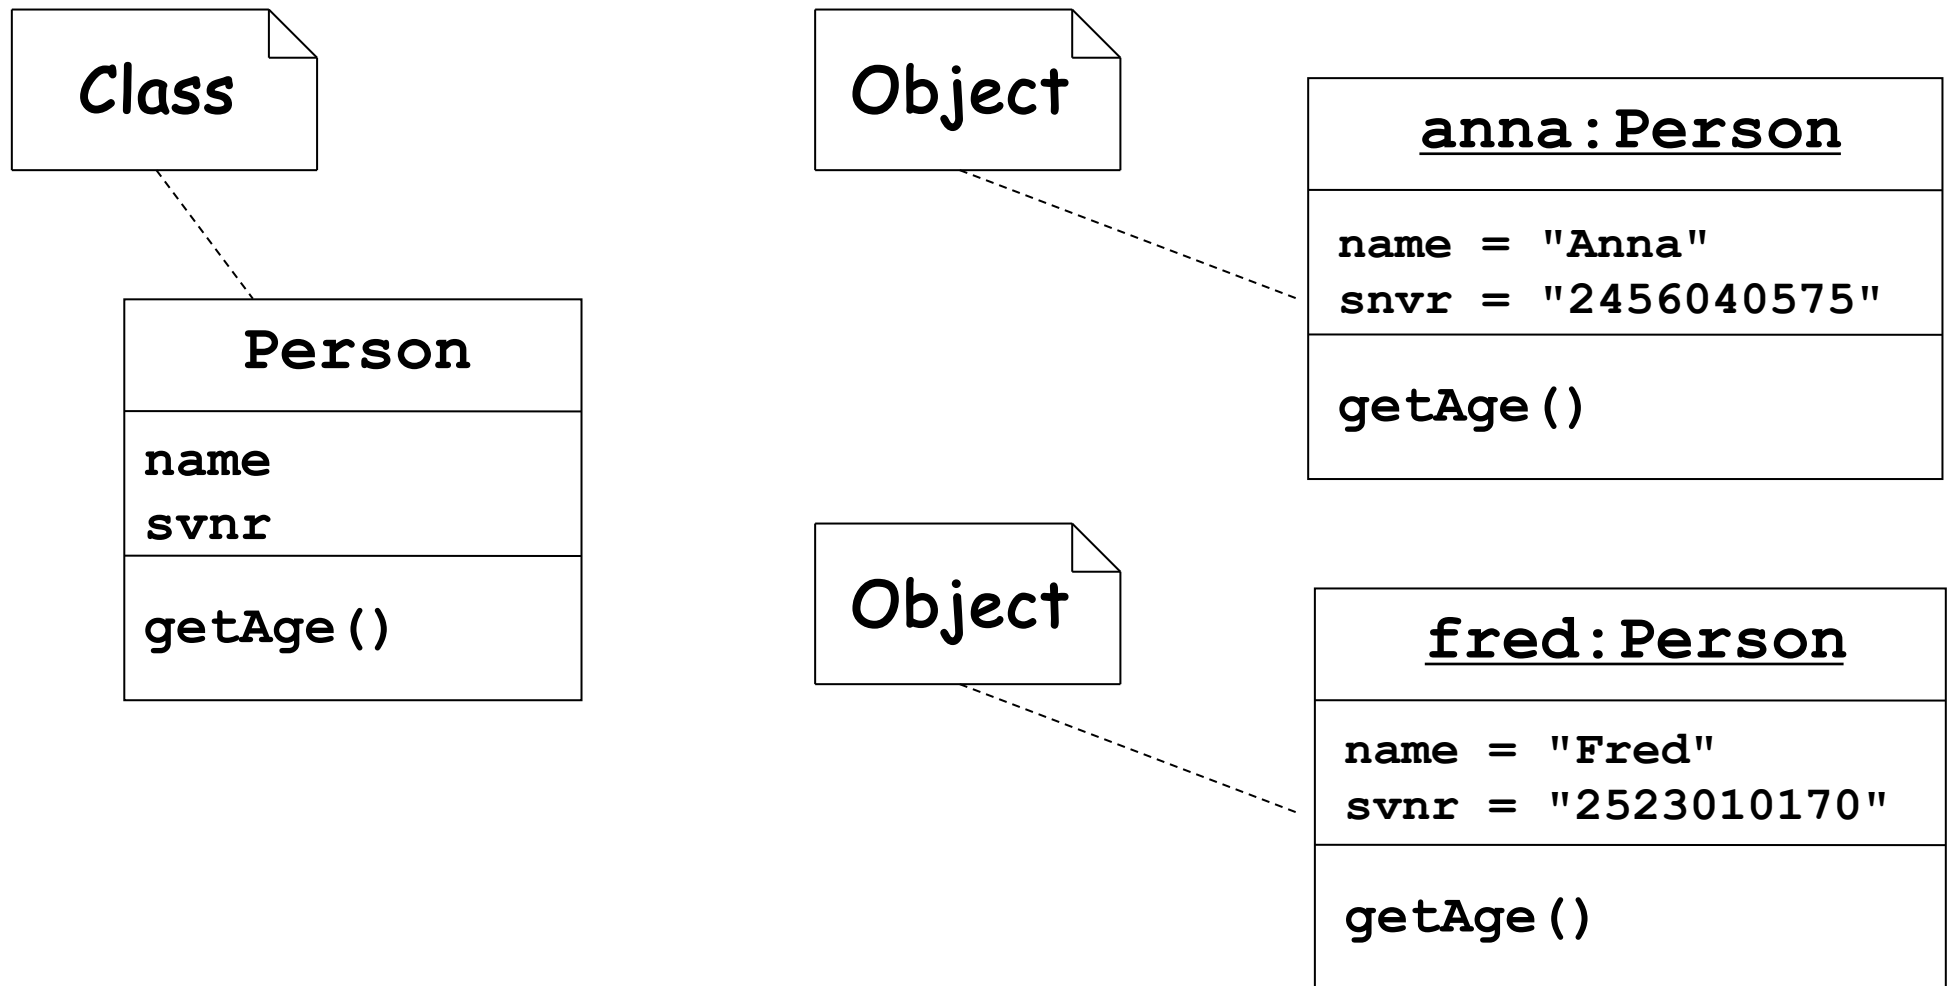 Class
Person
name
svnr
getAge()
Object
anna:Person
name = "Anna"
snvr = "2456040575"
getAge()
Object
fred:Person
name = "Fred"
svnr = "2523010170"
getAge()